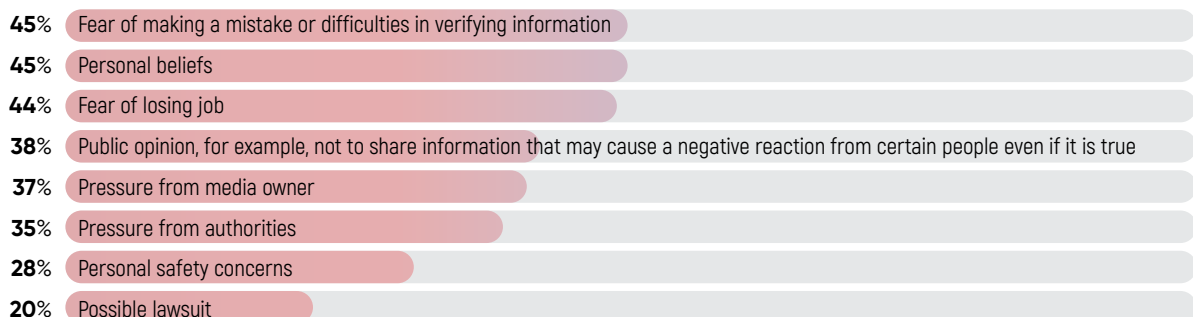 45% Fear of making a mistake or difficulties in verifying information
45% Personal beliefs
44% Fear of losing job
38% Public opinion, for example, not to share information that may cause a negative reaction from certain people even if it is true
37% Pressure from media owner
35% Pressure from authorities
28% Personal safety concerns
20% Possible lawsuit